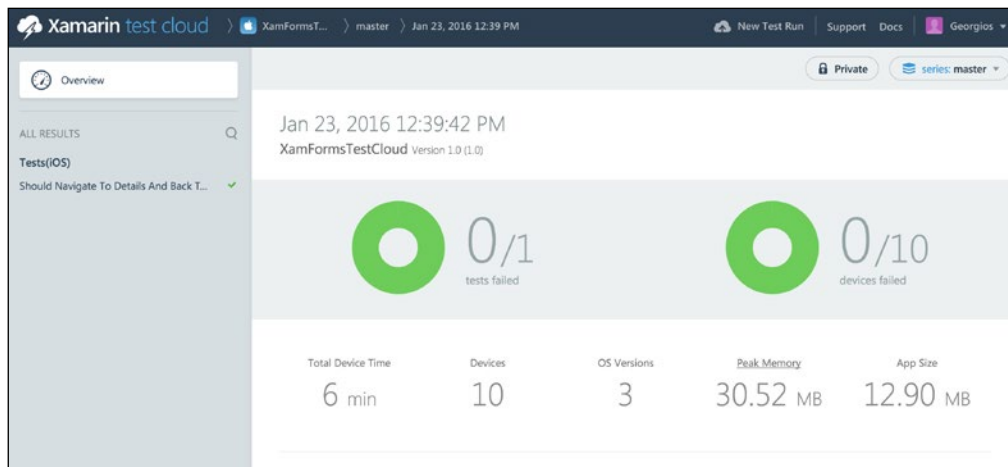 Xamarin test cloud XamFormsT... master Jan 23, 2016 12:39 PM New Test Run Support Docs Georgios
Overview
Private series: master
ALL RESULTS
Tests(iOS)
Should Navigate To Details And Back T...
Jan 23, 2016 12:39:42 PM
XamFormsTestCloud Version 1.0 (1.0)
0/1
tests failed
0/10
devices failed
Total Device Time Devices OS Versions Peak Memory App Size
6 min 10 3 30.52 MB 12.90 MB